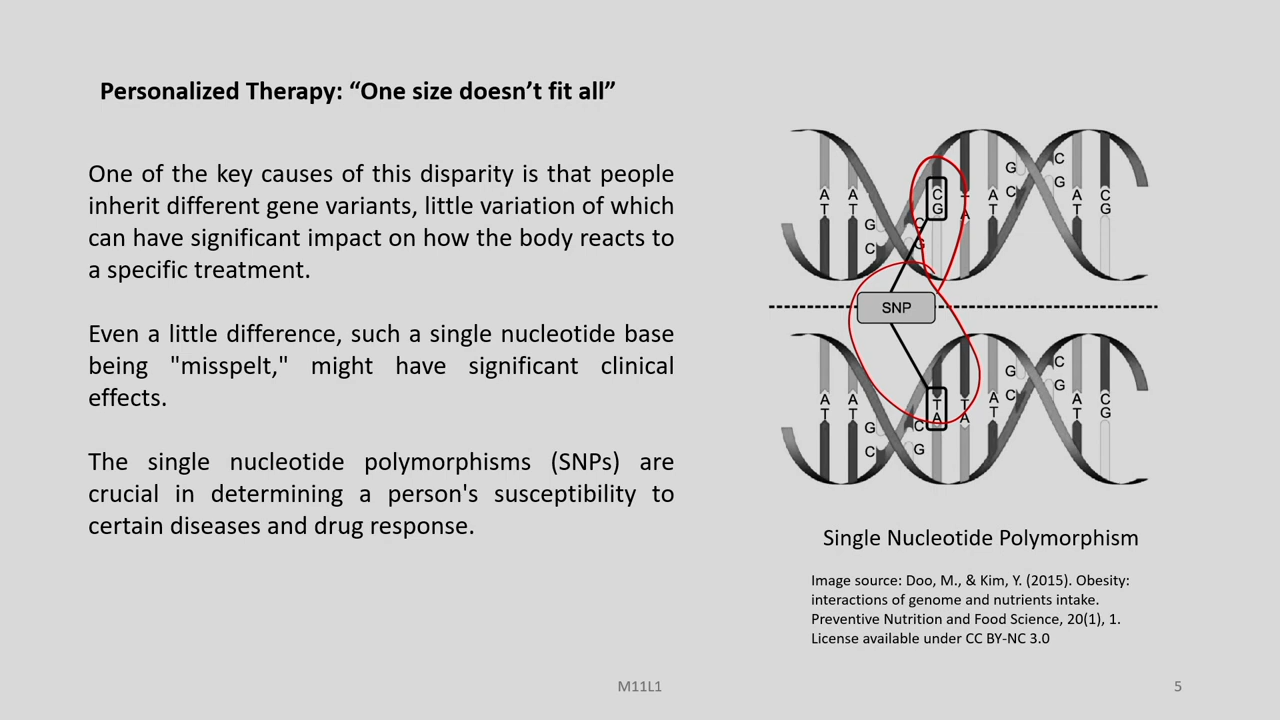 Personalized Therapy: “One size doesn’t fit all”
One of the key causes of this disparity is that people
inherit different gene variants, little variation of which
can have significant impact on how the body reacts to
a specific treatment.
Even a little difference, such a single nucleotide base
being "misspelt," might have significant clinical
effects.
The single nucleotide polymorphisms (SNPs) are
crucial in determining a person's susceptibility to
certain diseases and drug response.
A A G C C T A G C A C
T T C G G A T C G T G
SNP
A A G C T T A G C A C
T T C G A A T C G T G
Single Nucleotide Polymorphism
Image source: Doo, M., & Kim, Y. (2015). Obesity:
interactions of genome and nutrients intake.
Preventive Nutrition and Food Science, 20(1), 1.
License available under CC BY-NC 3.0
M11L1
5